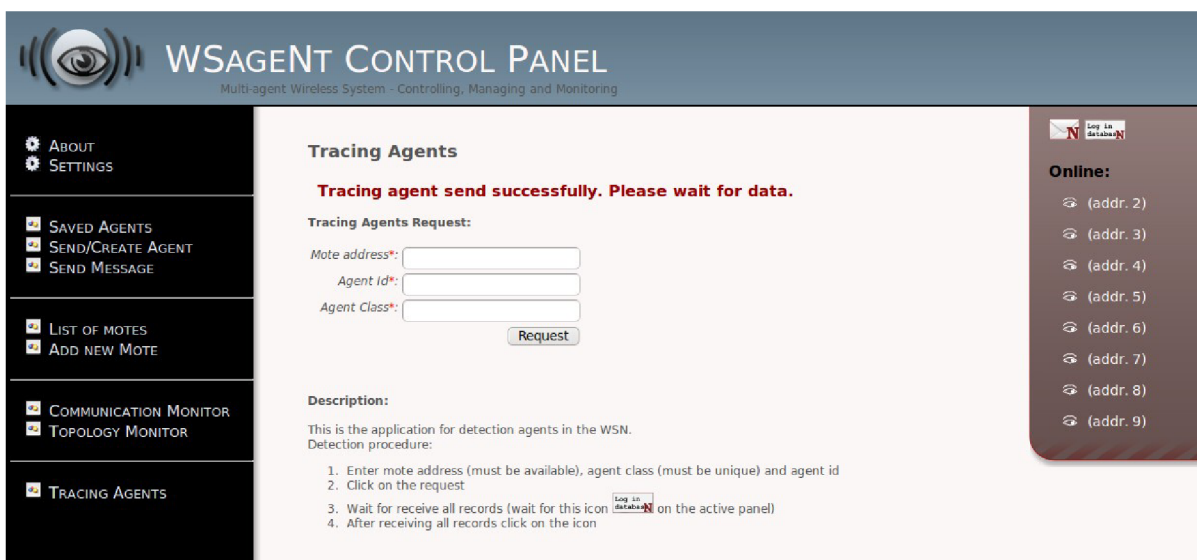 WSageNt Control Panel
Multi-agent Wireless System - Controlling, Managing and Monitoring
About
Settings
Saved Agents
Send/Create Agent
Send Message
List of motes
Add new Mote
Communication Monitor
Topology Monitor
Tracing Agents
Tracing Agents
Tracing agent send successfully. Please wait for data.
Tracing Agents Request:
Mote address*:
Agent Id*:
Agent Class*:
Request
Description:
This is the application for detection agents in the WSN.
Detection procedure:
1. Enter mote address (must be available), agent class (must be unique) and agent id
2. Click on the request
3. Wait for receive all records (wait for this icon Log in databas N on the active panel)
4. After receiving all records click on the icon
N Log in
databas N
Online:
(addr. 2)
(addr. 3)
(addr. 4)
(addr. 5)
(addr. 6)
(addr. 7)
(addr. 8)
(addr. 9)